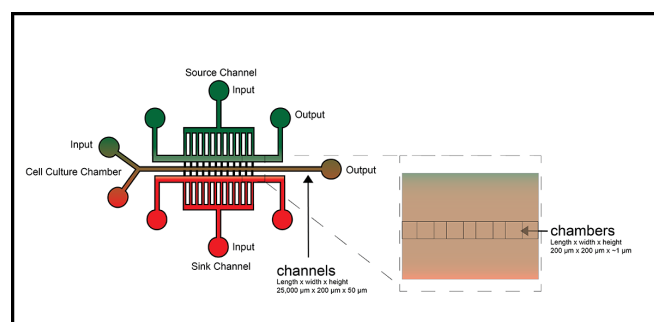 Source Channel
Input
Output
Input
Cell Culture Chamber
Output
chambers
Length x width x height
200 µm x 200 µm x ~1 µm
Input
Sink Channel
channels
Length x width x height
25,000 µm x 200 µm x 50 µm